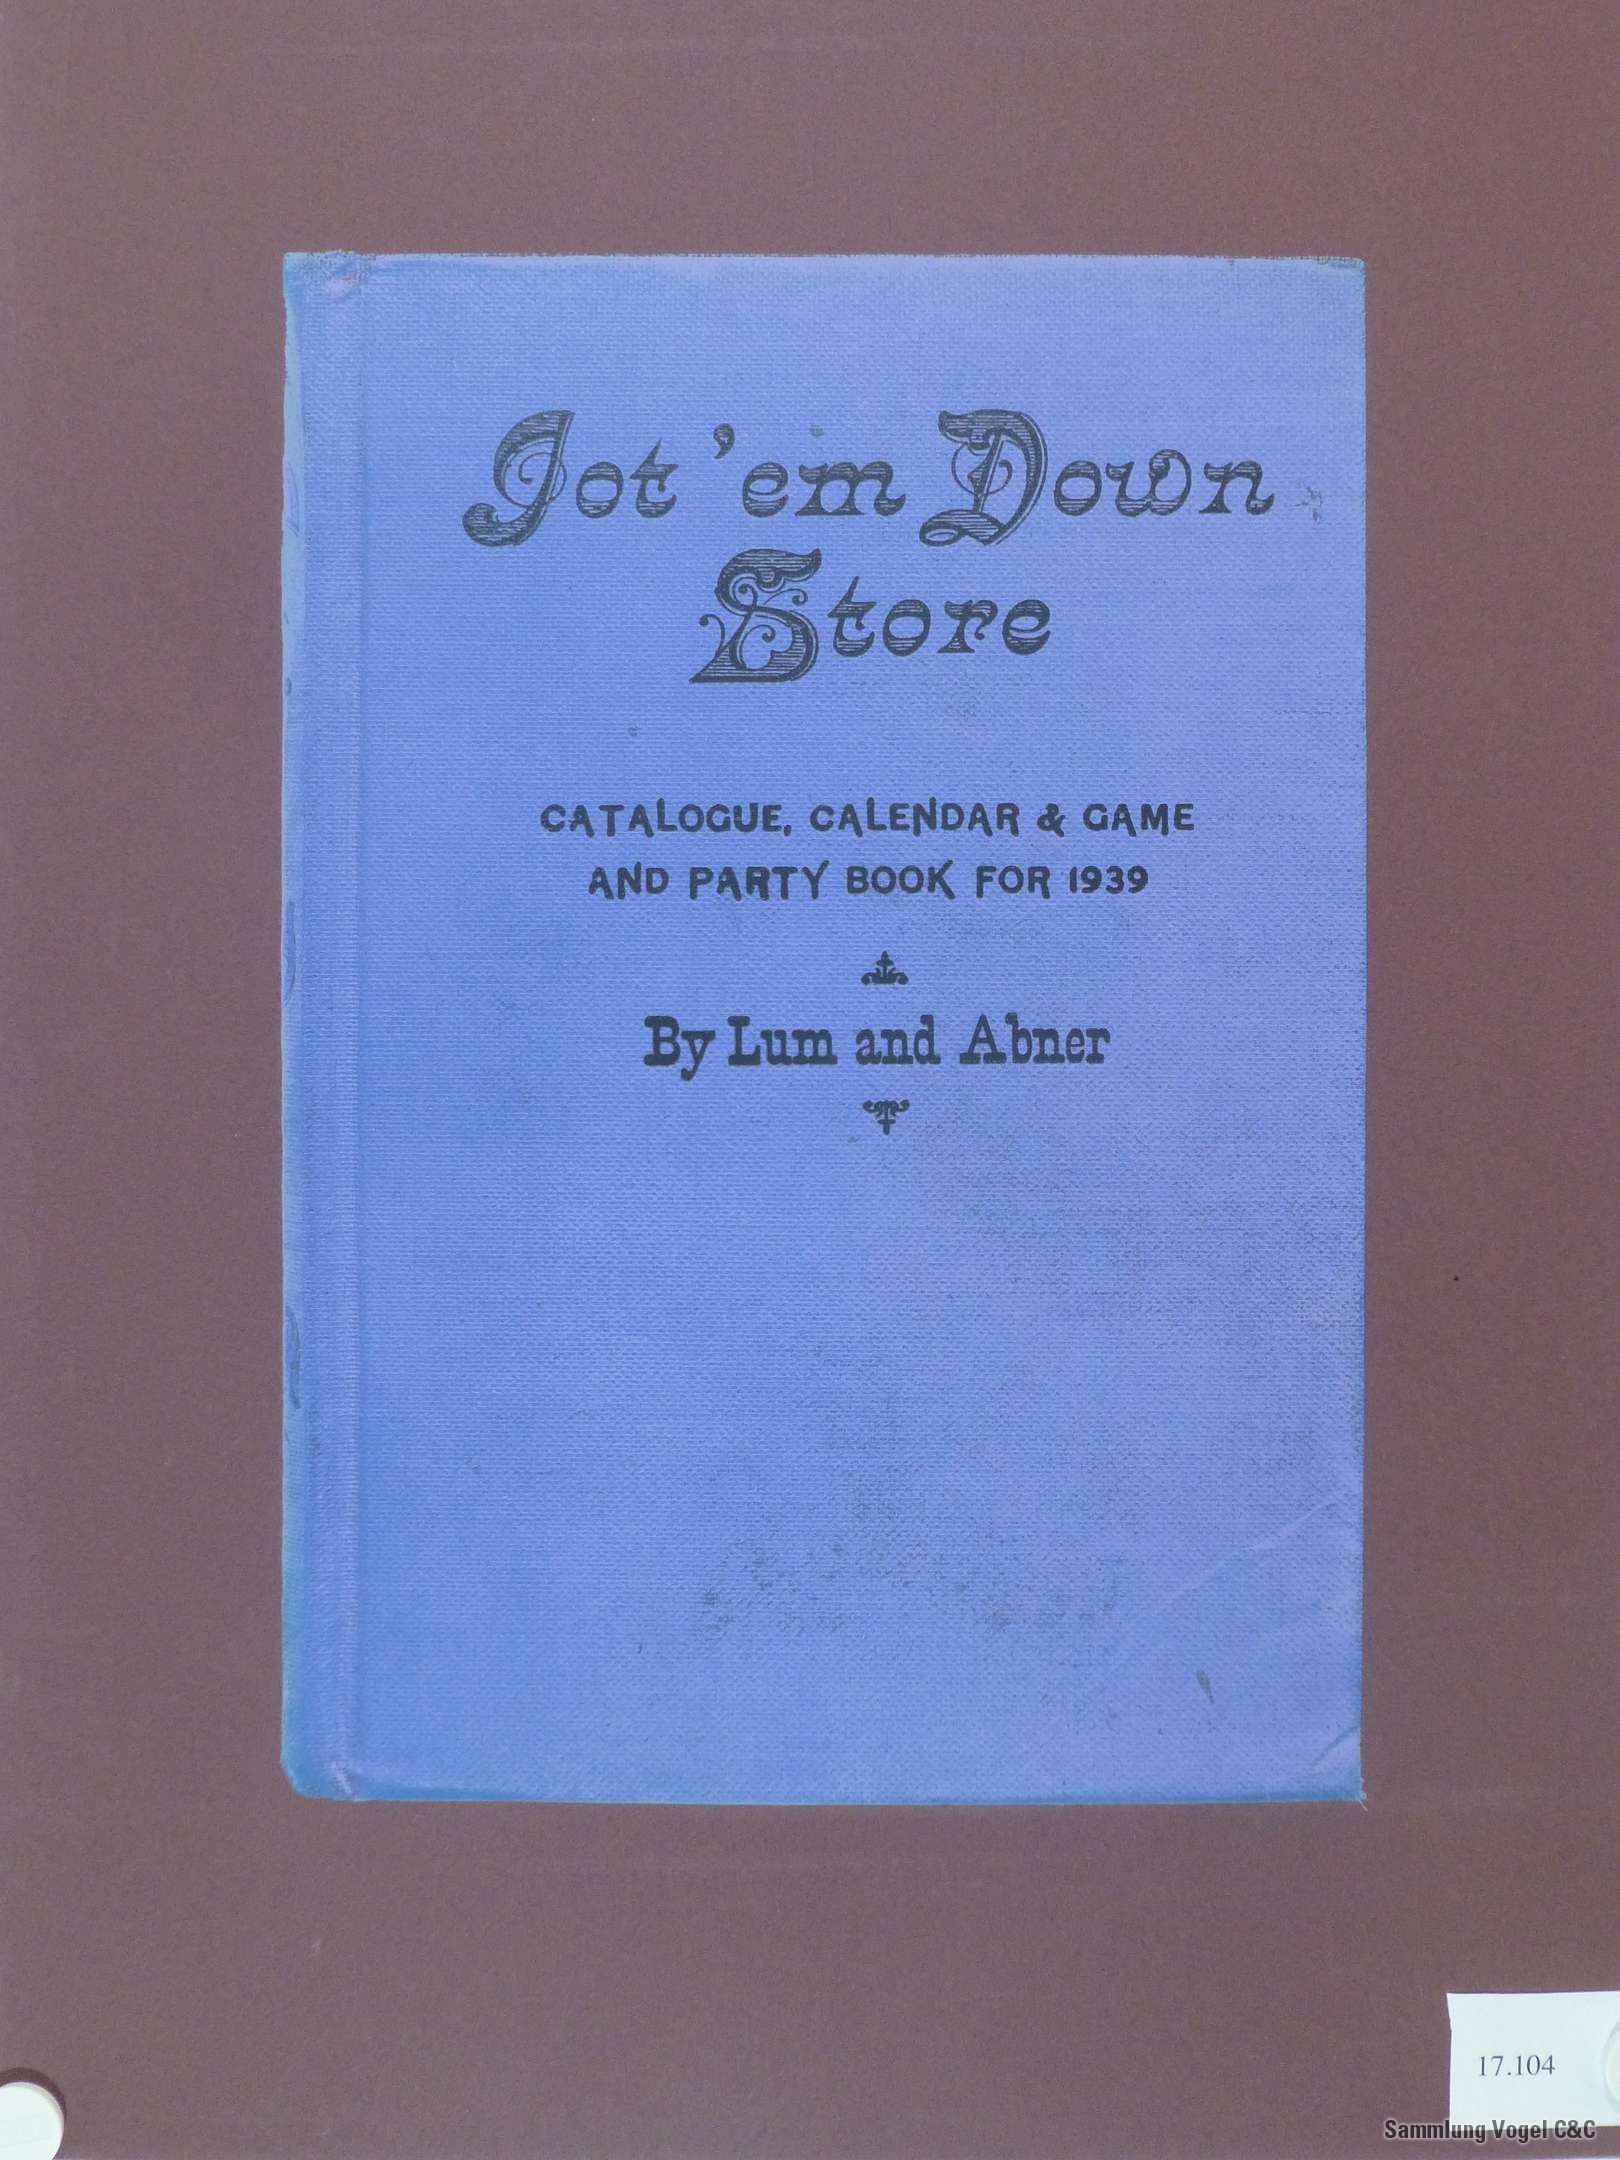 Jot 'em Down
Store
CATALOGUE, CALENDAR & GAME
AND PARTY BOOK FOR 1939
By Lum and Abner
17.104
Sammlung Vogel C&C